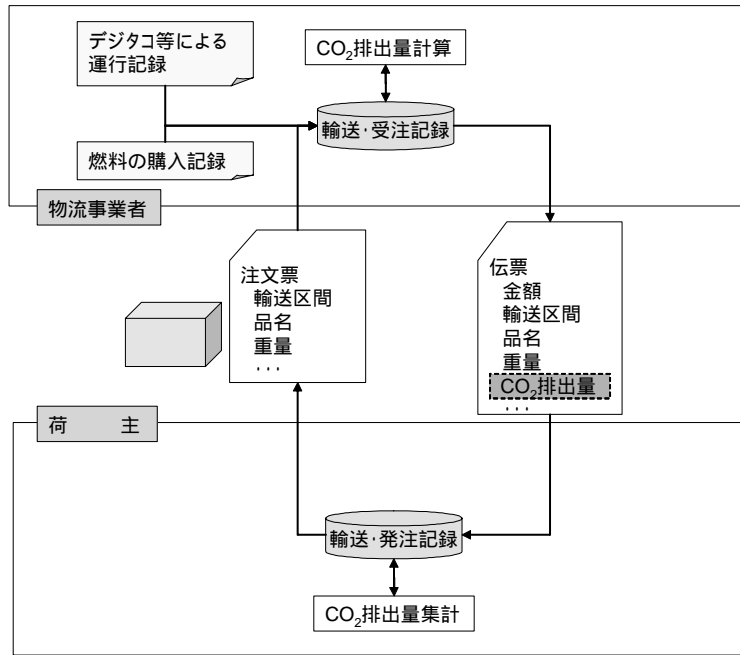 デジタコ等による
運行記録
CO₂排出量計算
輸送･受注記録
燃料の購入記録
物流事業者
注文票
輸送区間
品名
重量
･･･
伝票
金額
輸送区間
品名
重量
CO₂排出量
･･･
荷　　主
輸送･発注記録
CO₂排出量集計